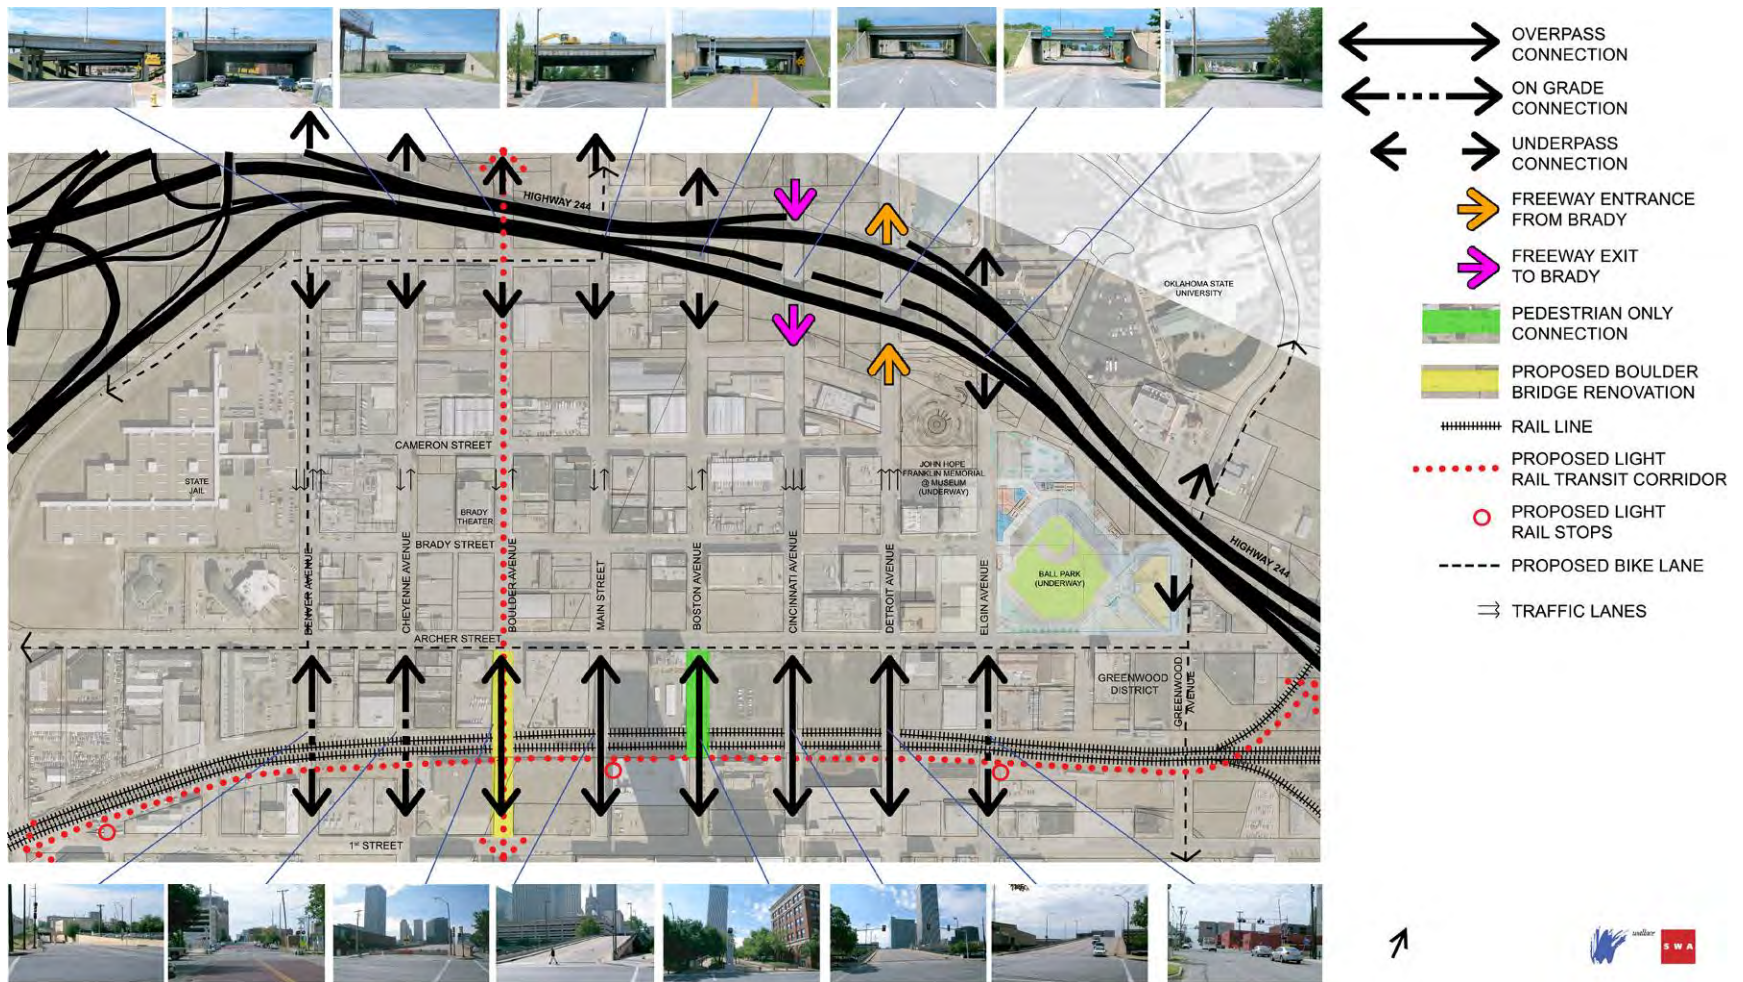 HIGHWAY 244
OKLAHOMA STATE
UNIVERSITY
CAMERON STREET
STATE
JAIL
JOHN HOPE
FRANKLIN MEMORIAL
@ MUSEUM
(UNDERWAY)
BRADY
THEATER
BRADY STREET
DENVER AVENUE
CHEYENNE AVENUE
BOULDER AVENUE
MAIN STREET
BOSTON AVENUE
CINCINNATI AVENUE
DETROIT AVENUE
ELGIN AVENUE
BALL PARK
(UNDERWAY)
HIGHWAY 244
ARCHER STREET
GREENWOOD
DISTRICT
GREENWOOD
AVENUE
1st STREET
OVERPASS
CONNECTION
ON GRADE
CONNECTION
UNDERPASS
CONNECTION
FREEWAY ENTRANCE
FROM BRADY
FREEWAY EXIT
TO BRADY
PEDESTRIAN ONLY
CONNECTION
PROPOSED BOULDER
BRIDGE RENOVATION
RAIL LINE
PROPOSED LIGHT
RAIL TRANSIT CORRIDOR
PROPOSED LIGHT
RAIL STOPS
PROPOSED BIKE LANE
TRAFFIC LANES
wallace
SWA